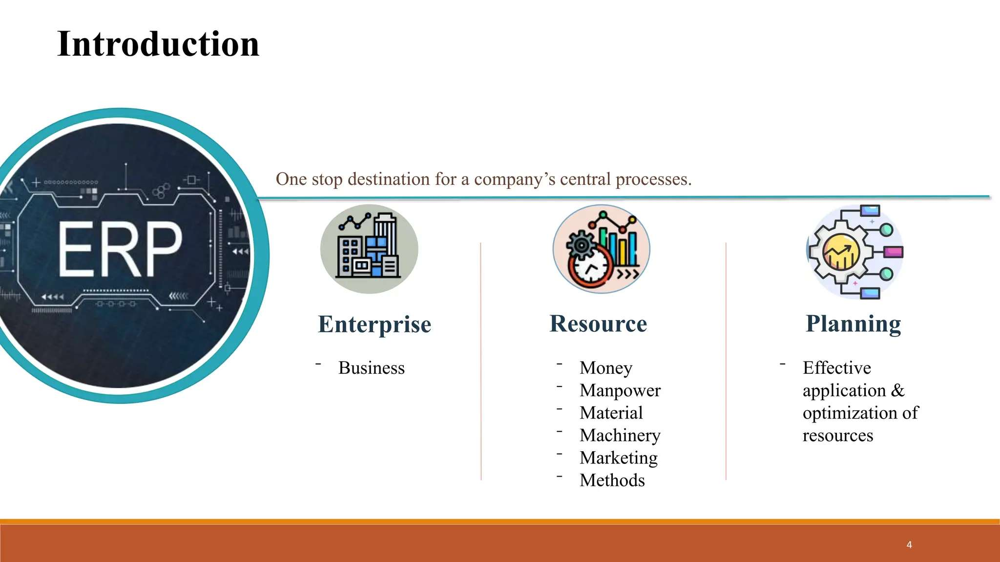 Introduction
ERP
One stop destination for a company’s central processes.
Enterprise
- Business
Resource
- Money
- Manpower
- Material
- Machinery
- Marketing
- Methods
Planning
- Effective
application &
optimization of
resources
4